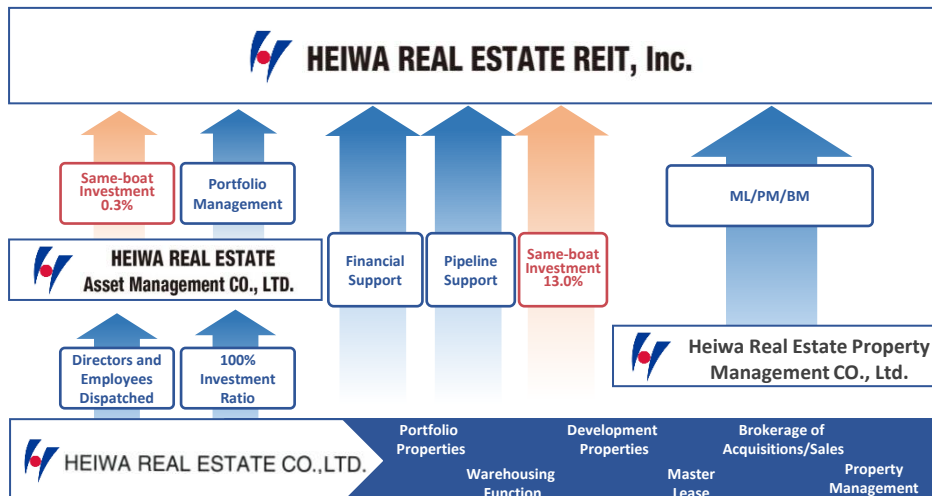 HEIWA REAL ESTATE REIT, Inc.
Same-boat
Investment
0.3%
Portfolio
Management
ML/PM/BM
HEIWA REAL ESTATE
Asset Management CO., LTD.
Financial
Support
Pipeline
Support
Same-boat
Investment
13.0%
Directors and
Employees
Dispatched
100%
Investment
Ratio
Heiwa Real Estate Property
Management CO., Ltd.
HEIWA REAL ESTATE CO.,LTD.
Portfolio
Properties
Warehousing
Function
Development
Properties
Master
Lease
Brokerage of
Acquisitions/Sales
Property
Management